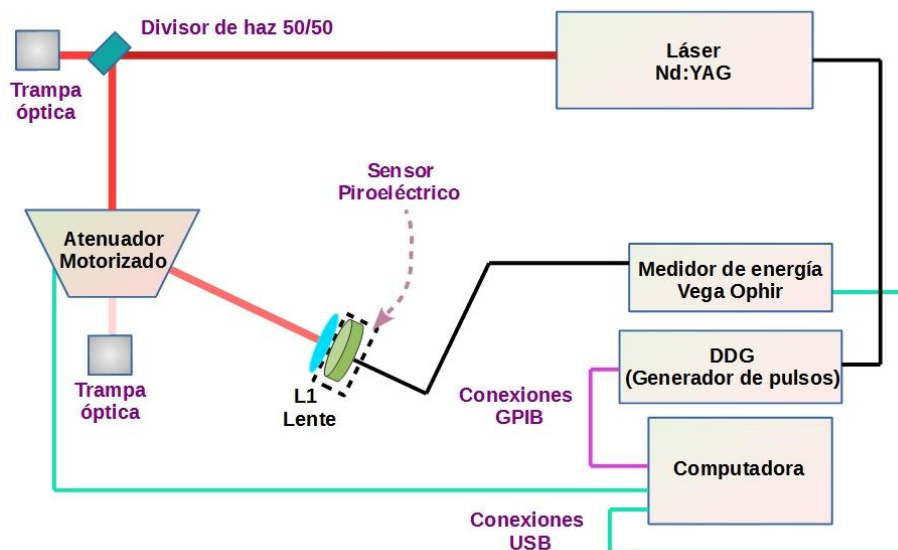 Divisor de haz 50/50
Láser
Nd:YAG
Trampa
óptica
Sensor
Piroeléctrico
Atenuador
Motorizado
Medidor de energía
Vega Ophir
DDG
(Generador de pulsos)
Trampa
óptica
L1
Lente
Conexiones
GPIB
Computadora
Conexiones
USB